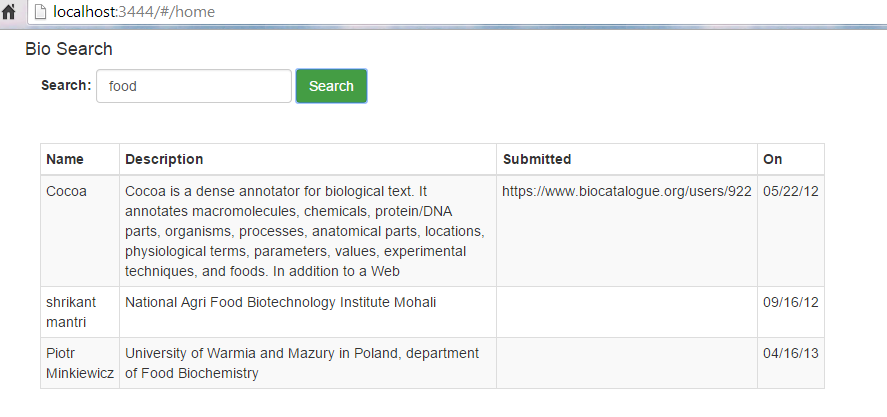 localhost:3444/#/home
Bio Search
Search: food Search
Name Description Submitted On
Cocoa Cocoa is a dense annotator for biological text. It https://www.biocatalogue.org/users/922 05/22/12
annotates macromolecules, chemicals, protein/DNA
parts, organisms, processes, anatomical parts, locations,
physiological terms, parameters, values, experimental
techniques, and foods. In addition to a Web
shrikant National Agri Food Biotechnology Institute Mohali 09/16/12
mantri
Piotr University of Warmia and Mazury in Poland, department 04/16/13
Minkiewicz of Food Biochemistry